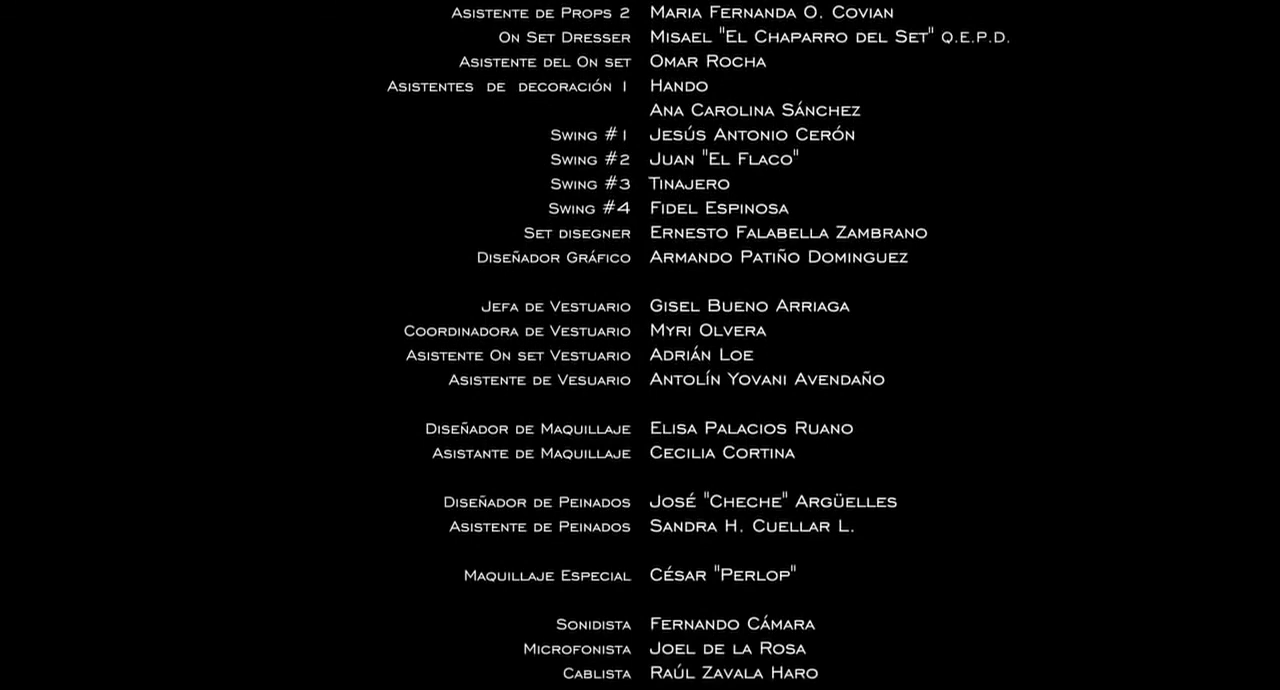 Asistente de Props 2 Maria Fernanda O. Covian
On Set Dresser Misael "El Chaparro del Set" Q.E.P.D.
Asistente del On set Omar Rocha
Asistentes de decoración 1 Hando
Ana Carolina Sánchez
Swing #1 Jesús Antonio Cerón
Swing #2 Juan "El Flaco"
Swing #3 Tinajero
Swing #4 Fidel Espinosa
Set disegner Ernesto Falabella Zambrano
Diseñador Gráfico Armando Patiño Dominguez
Jefa de Vestuario Gisel Bueno Arriaga
Coordinadora de Vestuario Myri Olvera
Asistente On set Vestuario Adrián Loe
Asistente de Vesuario Antolín Yovani Avendaño
Diseñador de Maquillaje Elisa Palacios Ruano
Asistante de Maquillaje Cecilia Cortina
Diseñador de Peinados José "Cheche" Argüelles
Asistente de Peinados Sandra H. Cuellar L.
Maquillaje Especial César "Perlop"
Sonidista Fernando Cámara
Microfonista Joel de la Rosa
Cablista Raúl Zavala Haro